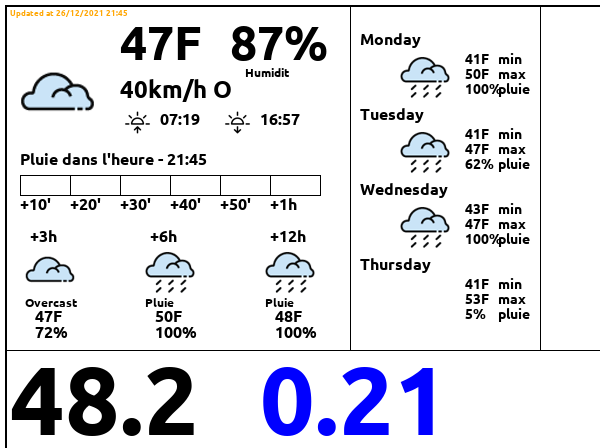 Updated at 26/12/2021 21:45
47F 87%
Humidit
40km/h O
07:19 16:57
Pluie dans l'heure - 21:45
+10' +20' +30' +40' +50' +1h
+3h +6h +12h
Overcast Pluie Pluie
47F 50F 48F
72% 100% 100%
Monday
41F min
50F max
100% pluie
Tuesday
41F min
47F max
62% pluie
Wednesday
43F min
47F max
100% pluie
Thursday
41F min
53F max
5% pluie
48.2 0.21